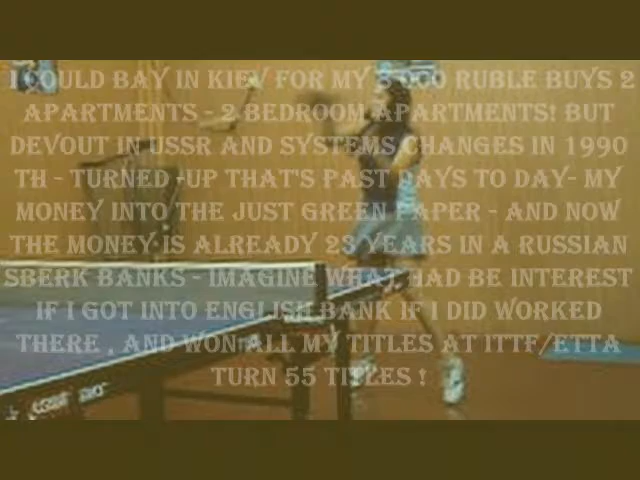 I COULD BAY IN KIEV FOR MY 8 000 RUBLE BUYS 2
APARTMENTS - 2 BEDROOM APARTMENTS! BUT
DEVOUT IN USSR AND SYSTEMS CHANGES IN 1990
TH - TURNED -UP THAT'S PAST DAYS TO DAY- MY
MONEY INTO THE JUST GREEN PAPER - AND NOW
THE MONEY IS ALREADY 23 YEARS IN A RUSSIAN
SBERK BANKS - IMAGINE WHAT HAD BE INTEREST
IF I GOT INTO ENGLISH BANK IF I DID WORKED
THERE , AND WON ALL MY TITLES AT ITTF/ETTA
TURN 55 TITLES !